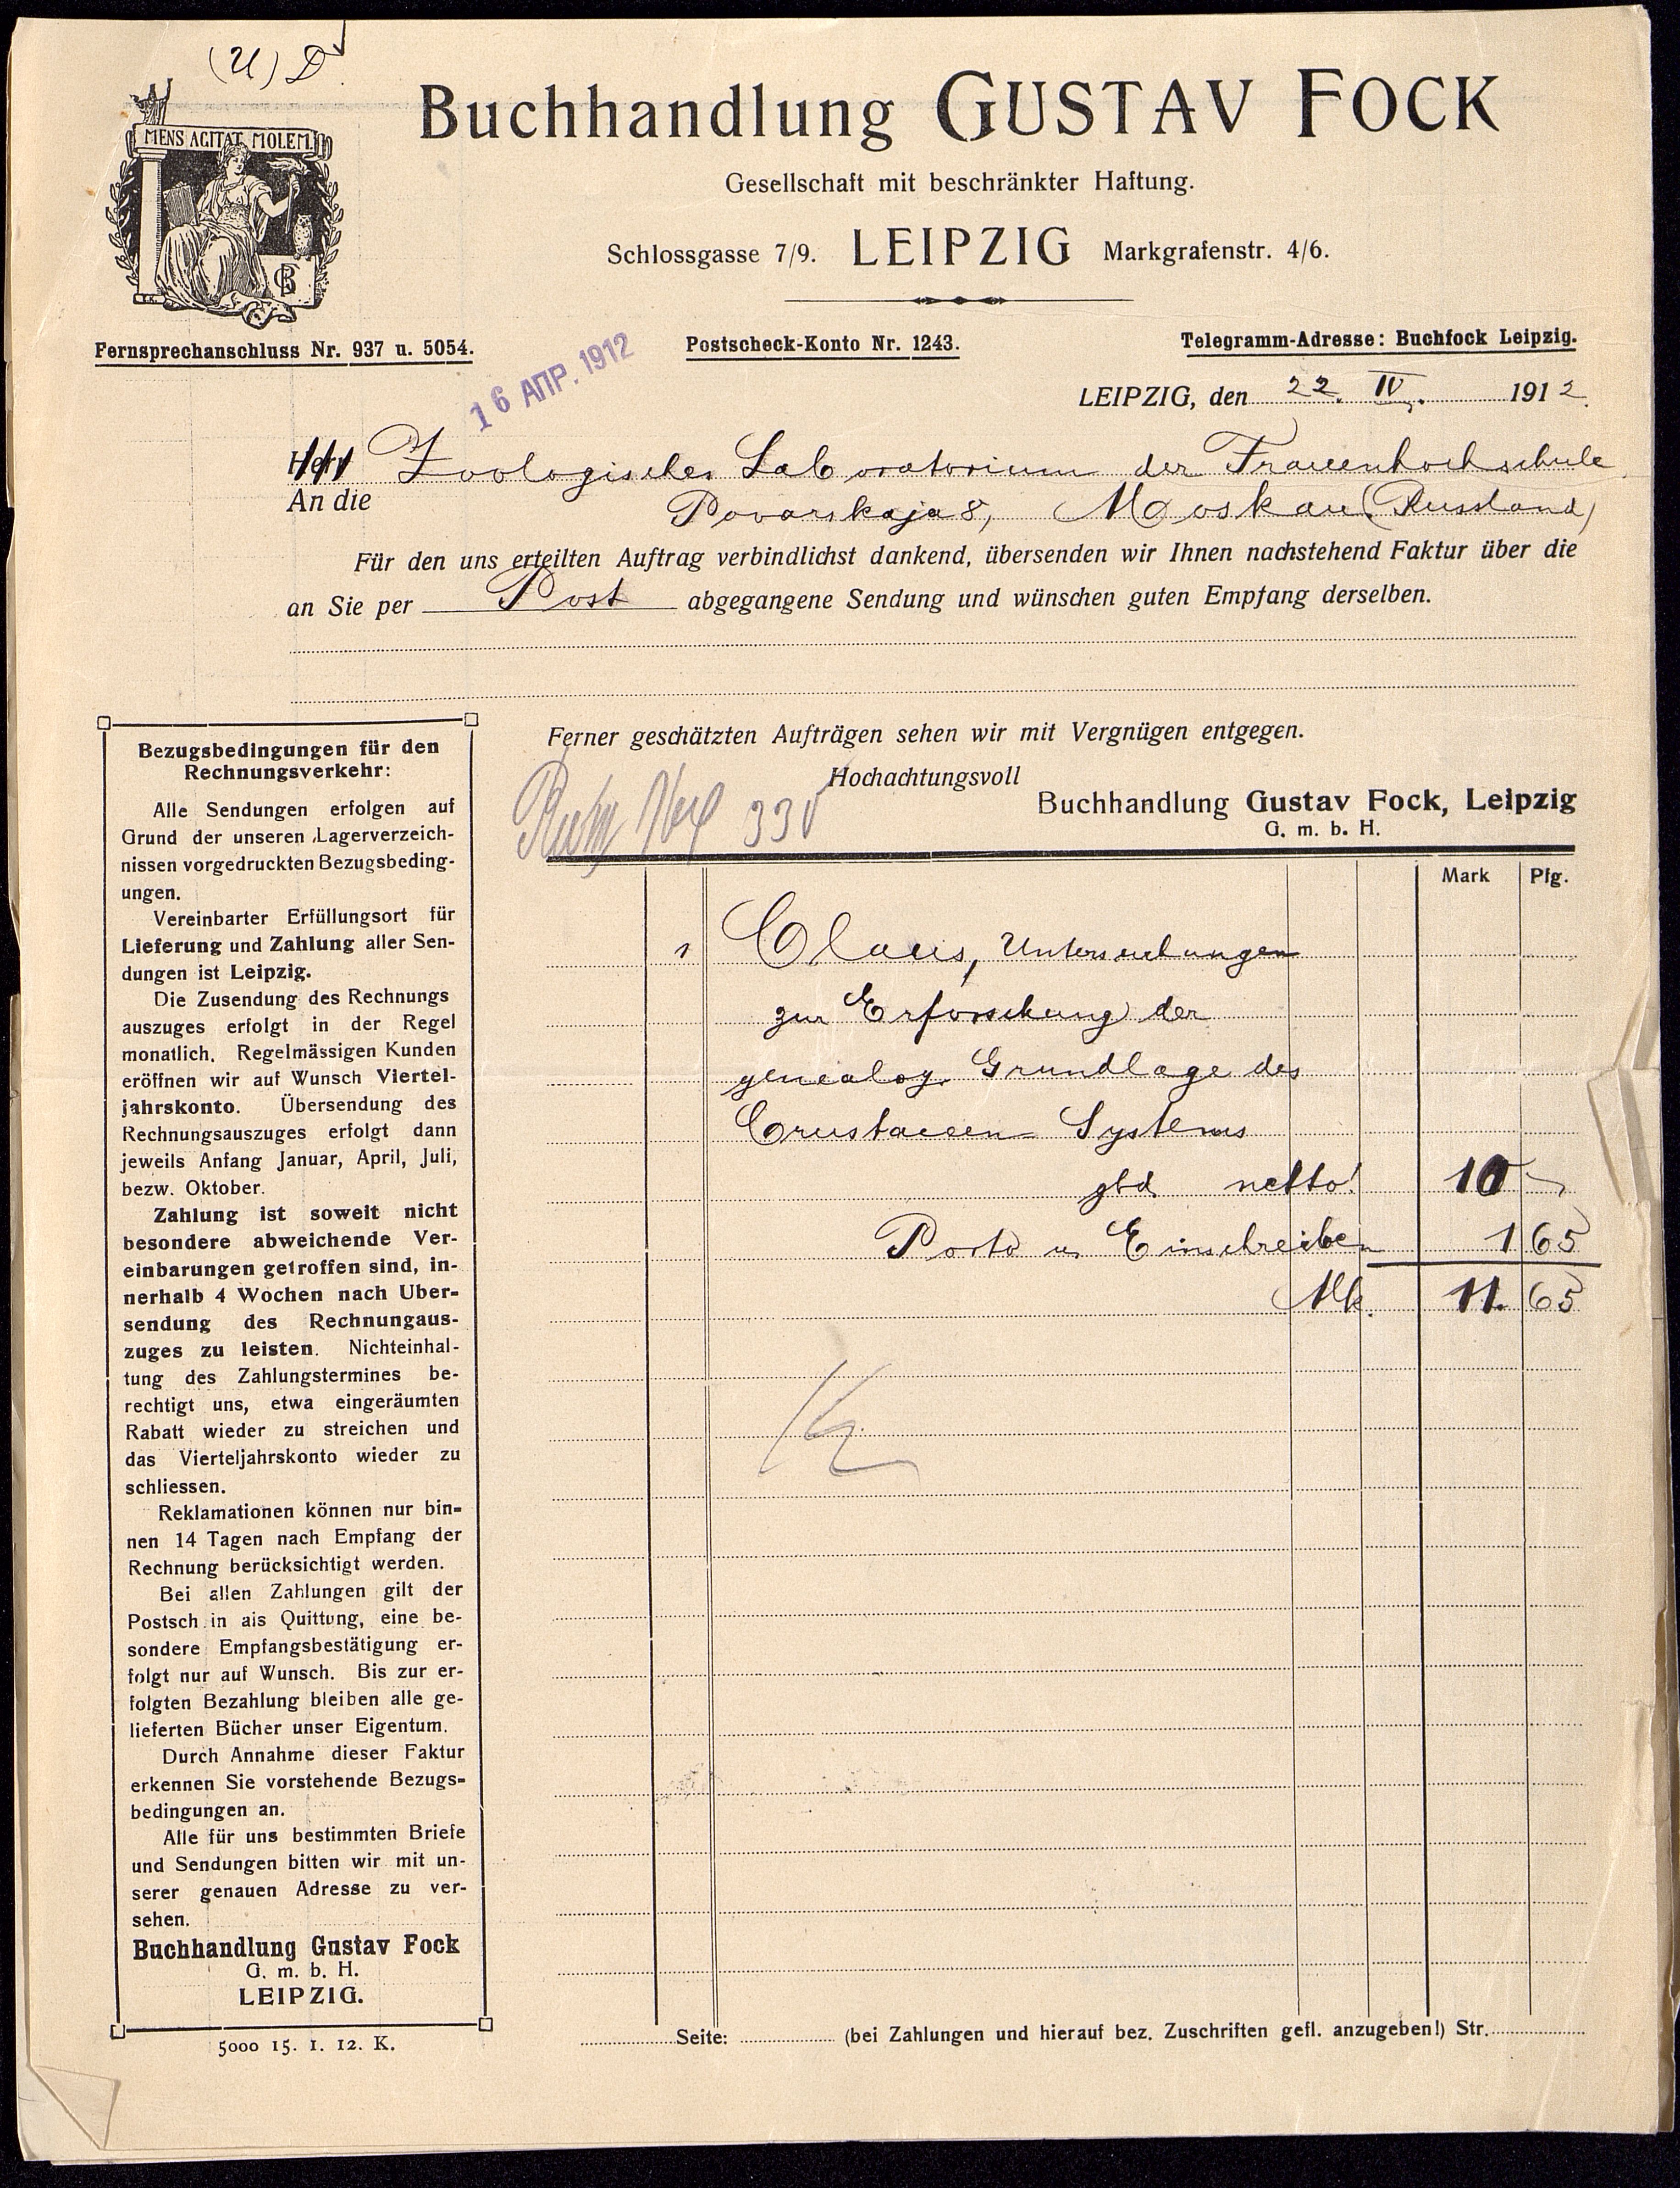 (U) D
MENS AGITAT MOLEM
Buchhandlung GUSTAV FOCK
Gesellschaft mit beschränkter Haftung.
Schlossgasse 7/9. LEIPZIG Markgrafenstr. 4/6.
Fernsprechanschluss Nr. 937 u. 5054.
Postscheck-Konto Nr. 1243.
Telegramm-Adresse: Buchfock Leipzig.
16 АПР. 1912
LEIPZIG, den 22. IV. 1912.
Herrn Zoologisches Laboratorium der Frauenhochschule
An die Povarskaja 8, Moskau (Russland)
Für den uns erteilten Auftrag verbindlichst dankend, übersenden wir Ihnen nachstehend Faktur über die
an Sie per Post abgegangene Sendung und wünschen guten Empfang derselben.
Ferner geschätzten Aufträgen sehen wir mit Vergnügen entgegen.
Hochachtungsvoll
Buchhandlung Gustav Fock, Leipzig
G. m. b. H.
330
Mark Pfg.
1 Claus, Untersuchungen
zur Erforschung der
genealog. Grundlage des
Crustaceen Systems
gbd netto! 10 –
Porto u. Einschreiben 1 65
Mk. 11. 65
Bezugsbedingungen für den
Rechnungsverkehr:
Alle Sendungen erfolgen auf
Grund der unseren Lagerverzeich-
nissen vorgedruckten Bezugsbeding-
ungen.
Vereinbarter Erfüllungsort für
Lieferung und Zahlung aller Sen-
dungen ist Leipzig.
Die Zusendung des Rechnungs
auszuges erfolgt in der Regel
monatlich. Regelmässigen Kunden
eröffnen wir auf Wunsch Viertel-
jahrskonto. Übersendung des
Rechnungsauszuges erfolgt dann
jeweils Anfang Januar, April, Juli,
bezw. Oktober.
Zahlung ist soweit nicht
besondere abweichende Ver-
einbarungen getroffen sind, in-
nerhalb 4 Wochen nach Uber-
sendung des Rechnungaus-
zuges zu leisten. Nichteinhal-
tung des Zahlungstermines be-
rechtigt uns, etwa eingeräumten
Rabatt wieder zu streichen und
das Vierteljahrskonto wieder zu
schliessen.
Reklamationen können nur bin-
nen 14 Tagen nach Empfang der
Rechnung berücksichtigt werden.
Bei allen Zahlungen gilt der
Postsch in als Quittung, eine be-
sondere Empfangsbestätigung er-
folgt nur auf Wunsch. Bis zur er-
folgten Bezahlung bleiben alle ge-
lieferten Bücher unser Eigentum.
Durch Annahme dieser Faktur
erkennen Sie vorstehende Bezugs-
bedingungen an.
Alle für uns bestimmten Briefe
und Sendungen bitten wir mit un-
serer genauen Adresse zu ver-
sehen.
Buchhandlung Gustav Fock
G. m. b. H.
LEIPZIG.
5000 15. 1. 12. K.
Seite: (bei Zahlungen und hierauf bez. Zuschriften gefl. anzugeben!) Str.